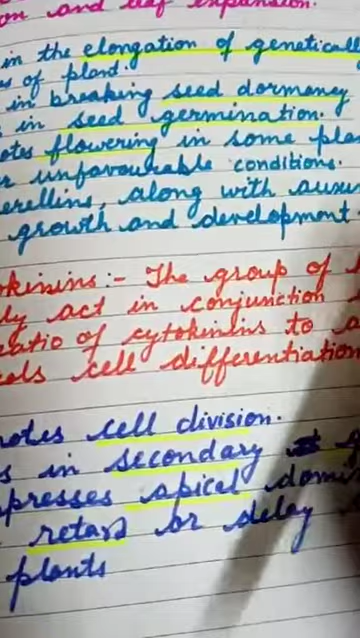 and leaf expansion.
in the elongation of genetically
of plant.
in breaking seed dormancy
in seed germination.
otes flowering in some pla
unfavourable conditions.
erellins, along with auxi
growth and development
okinins:- The group of
ly act in conjunction
ratio of cytokinins to a
ols cell differentiation
notes cell division.
s in secondary
presses apical domi
retard or delay
plants